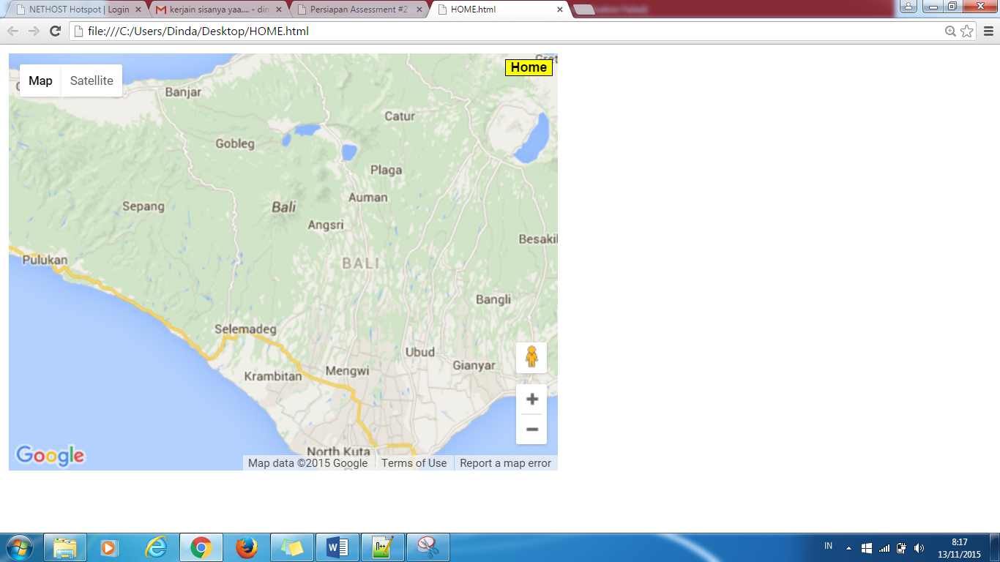 NETHOST Hotspot | Login
kerjain sisanya yaa.... - din
Persiapan Assessment #2
HOME.html
file:///C:/Users/Dinda/Desktop/HOME.html
Map
Satellite
Home
Banjar
Catur
Gobleg
Plaga
Auman
Sepang
Bali
Angsri
Besaki
Pulukan
BALI
Bangli
Selemadeg
Ubud
Gianyar
Mengwi
Krambitan
North Kuta
Google
Map data ©2015 Google
Terms of Use
Report a map error
IN
8:17
13/11/2015